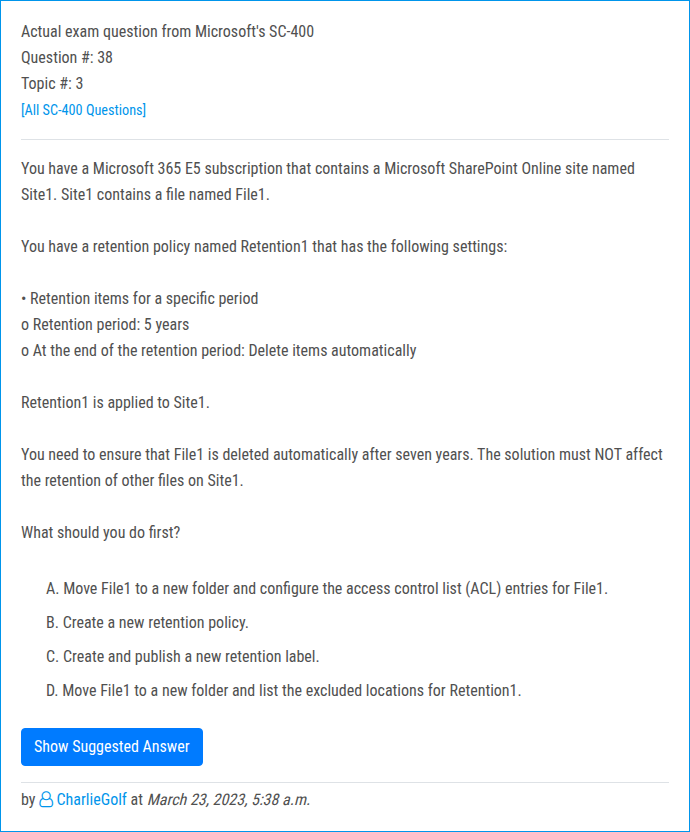 Actual exam question from Microsoft's SC-400
Question #: 38
Topic #: 3
[All SC-400 Questions]
You have a Microsoft 365 E5 subscription that contains a Microsoft SharePoint Online site named
Site1. Site1 contains a file named File1.
You have a retention policy named Retention1 that has the following settings:
• Retention items for a specific period
o Retention period: 5 years
o At the end of the retention period: Delete items automatically
Retention1 is applied to Site1.
You need to ensure that File1 is deleted automatically after seven years. The solution must NOT affect
the retention of other files on Site1.
What should you do first?
A. Move File1 to a new folder and configure the access control list (ACL) entries for File1.
B. Create a new retention policy.
C. Create and publish a new retention label.
D. Move File1 to a new folder and list the excluded locations for Retention1.
Show Suggested Answer
by CharlieGolf at March 23, 2023, 5:38 a.m.